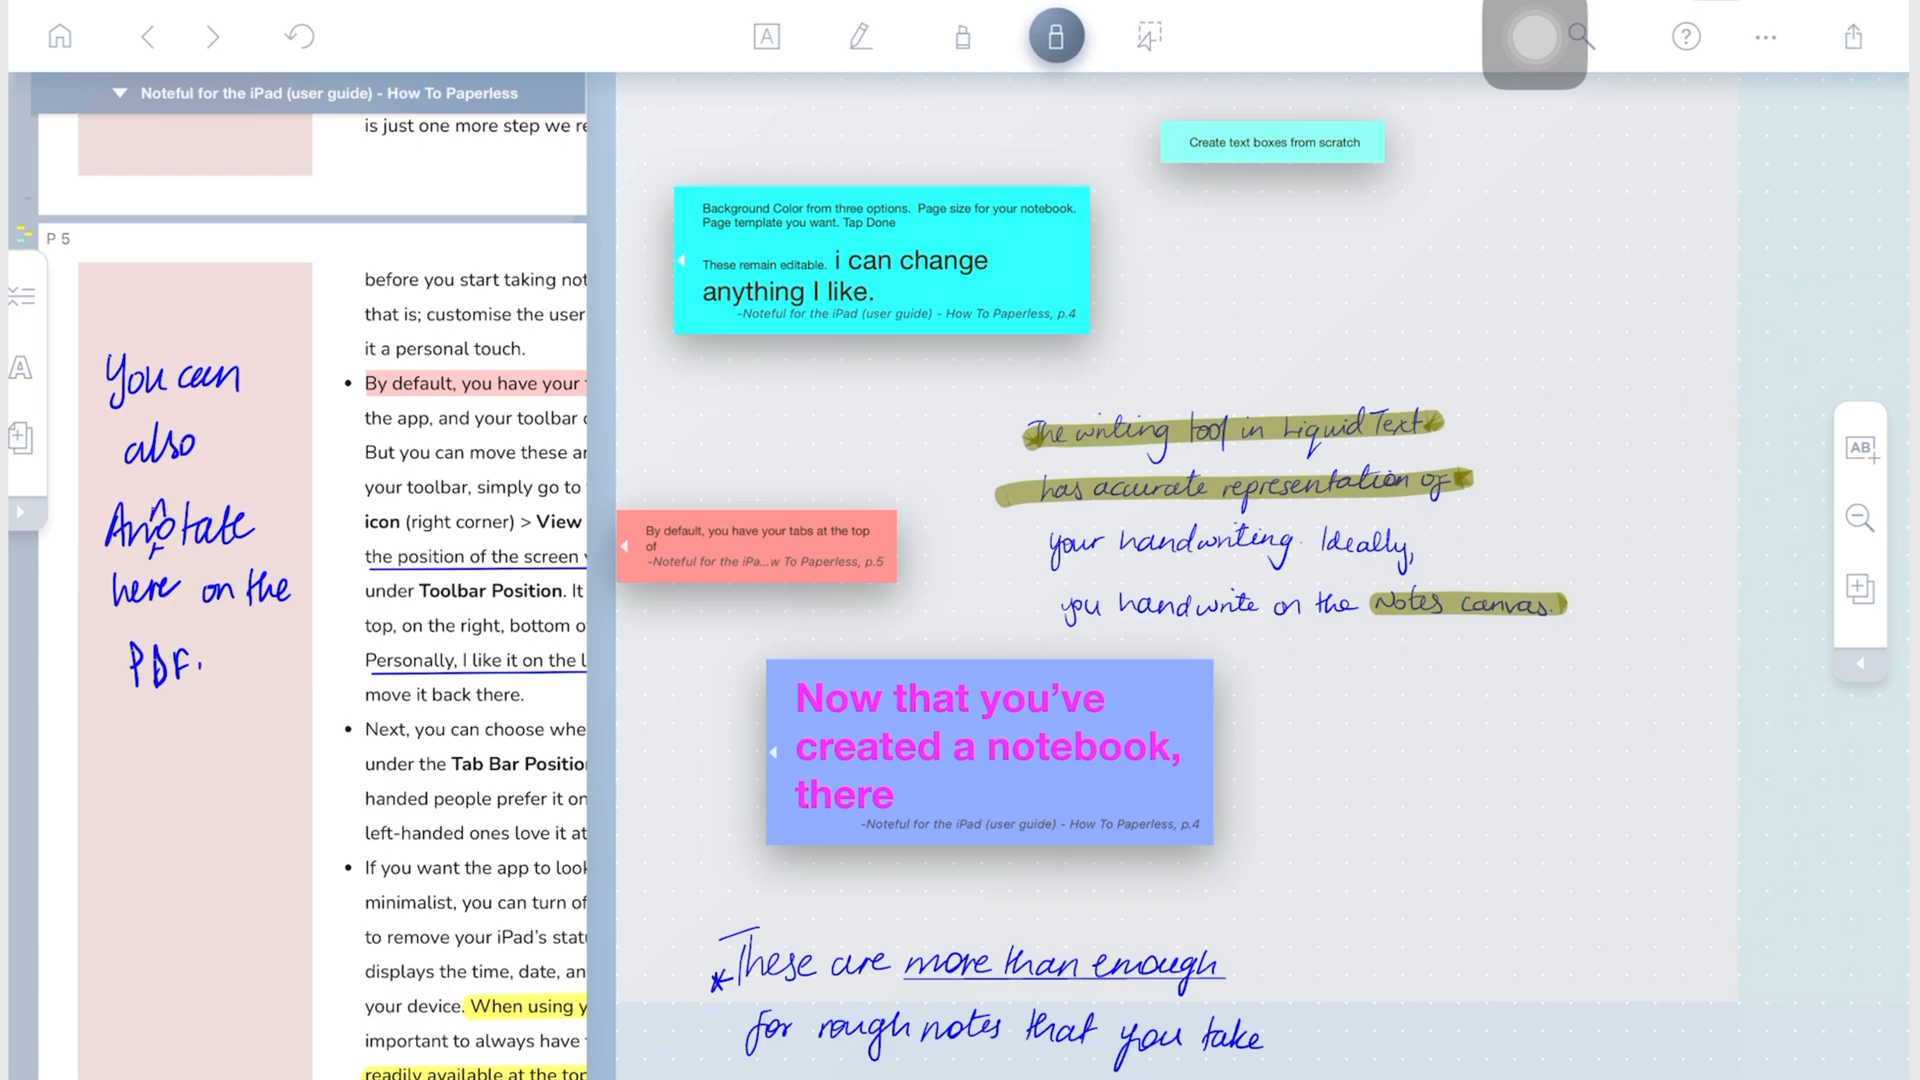 A
?
Noteful for the iPad (user guide) - How To Paperless
is just one more step we re
P 5
before you start taking not
that is; customise the user
it a personal touch.
By default, you have your
the app, and your toolbar
But you can move these a
your toolbar, simply go to
icon (right corner) > View
the position of the screen
under Toolbar Position. It
top, on the right, bottom o
Personally, I like it on the l
move it back there.
Next, you can choose whe
under the Tab Bar Positio
handed people prefer it on
left-handed ones love it at
If you want the app to look
minimalist, you can turn of
to remove your iPad's stat
displays the time, date, an
your device. When using y
important to always have
readily available at the top
You can
also
Annotate
here on the
PDF.
A
Create text boxes from scratch
Background Color from three options. Page size for your notebook.
Page template you want. Tap Done
These remain editable. i can change
anything I like.
-Noteful for the iPad (user guide) - How To Paperless, p.4
The writing tool in Liquid Text
has accurate representation of
your handwriting. Ideally,
you handwrite on the Notes canvas.
By default, you have your tabs at the top
of
-Noteful for the iPa...w To Paperless, p.5
Now that you've
created a notebook,
there
-Noteful for the iPad (user guide) - How To Paperless, p.4
*These are more than enough
for rough notes that you take
AB